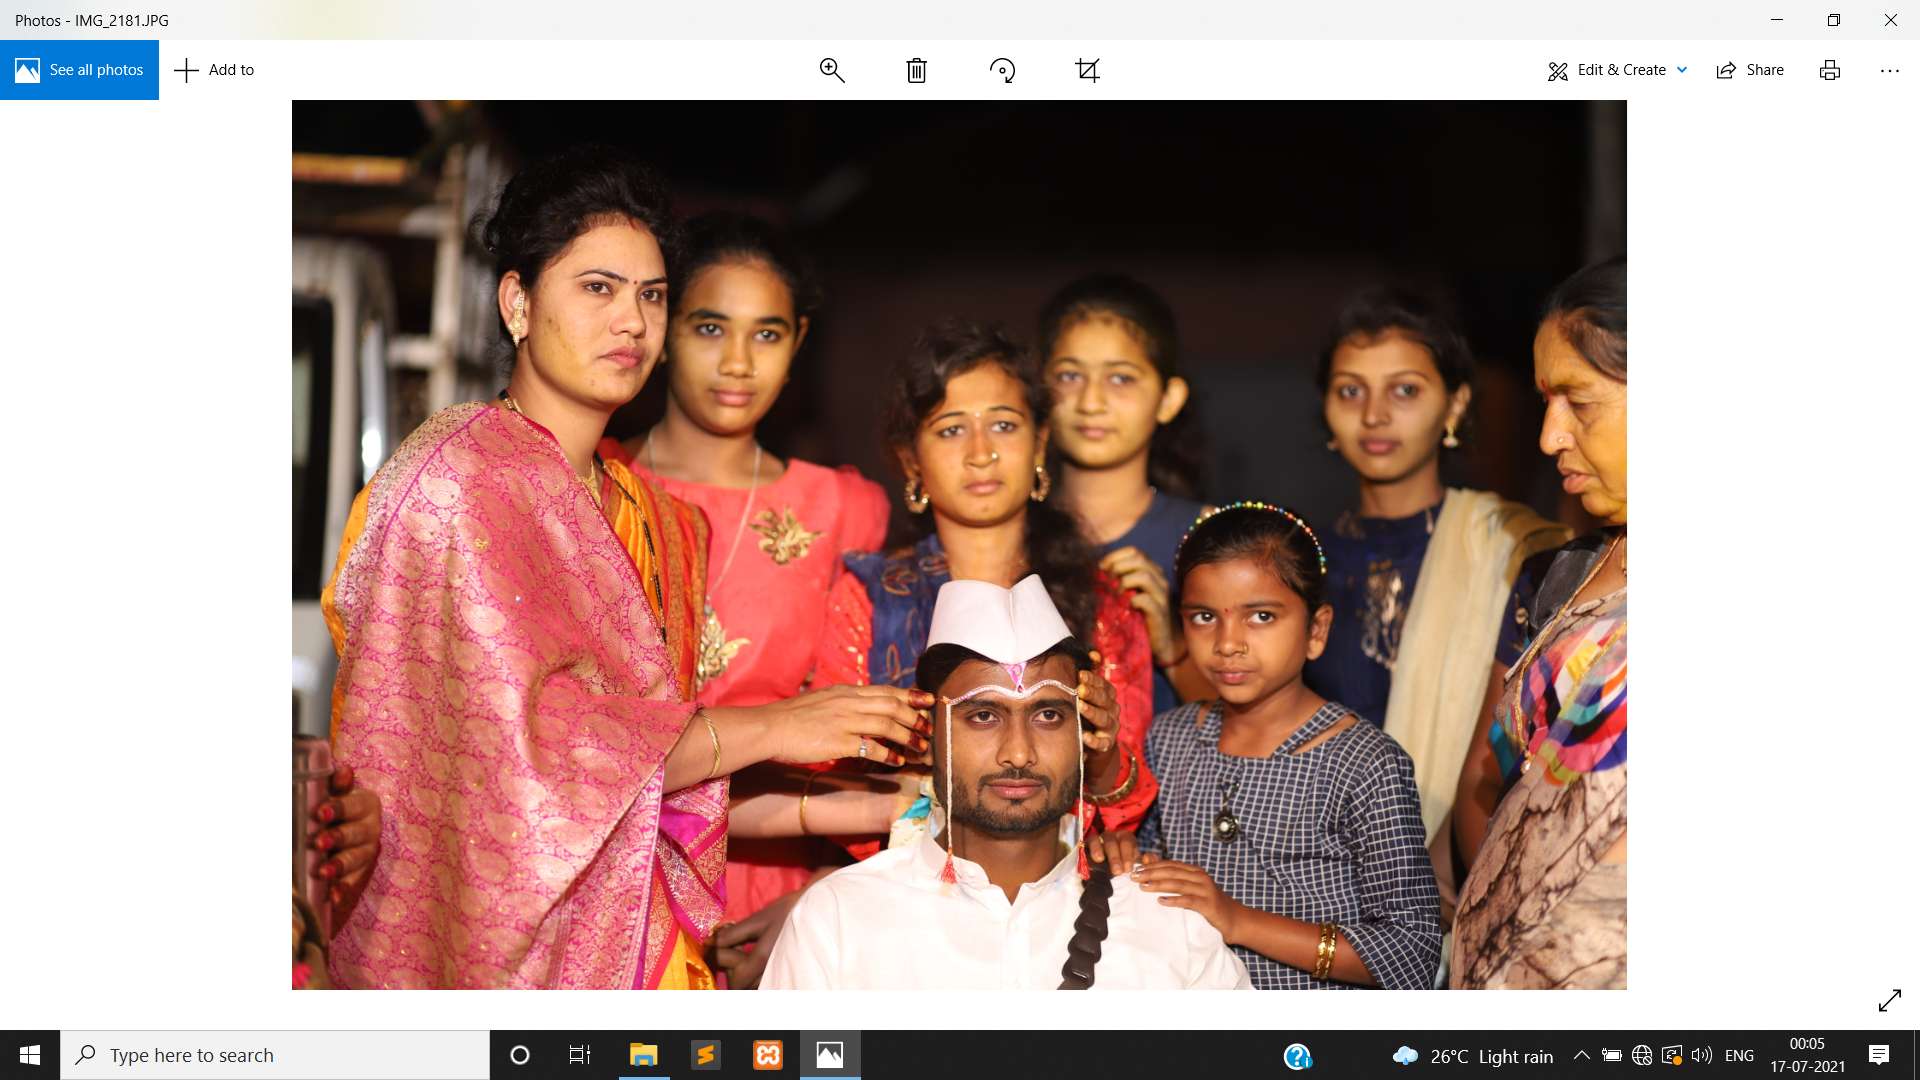 Photos - IMG_2181.JPG
See all photos
Add to
Edit & Create
Share
Type here to search
26°C Light rain
ENG
00:05
17-07-2021